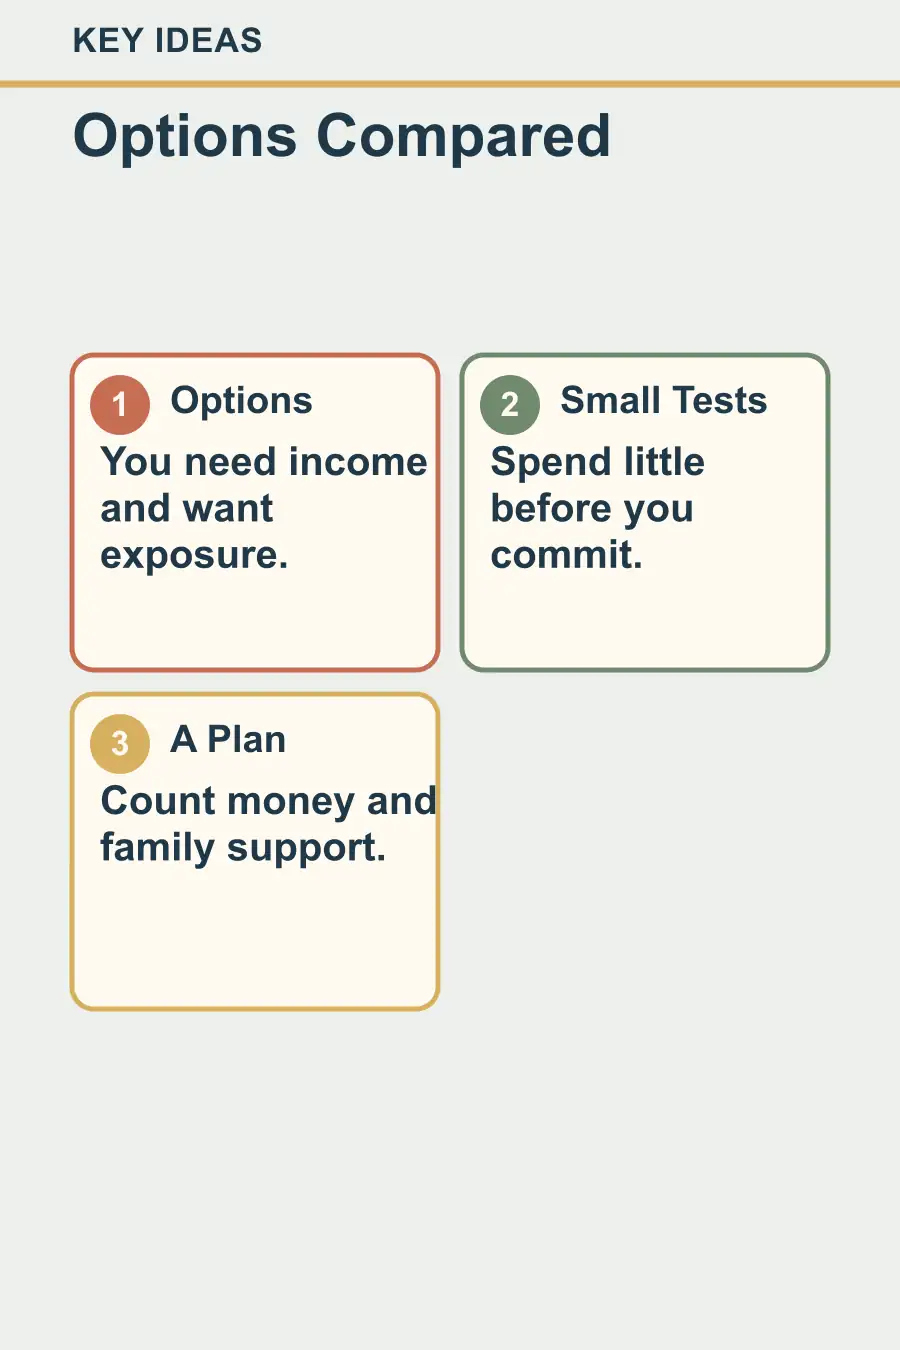 KEY IDEAS
Options Compared
1 Options
You need income
and want
exposure.
2 Small Tests
Spend little
before you
commit.
3 A Plan
Count money and
family support.